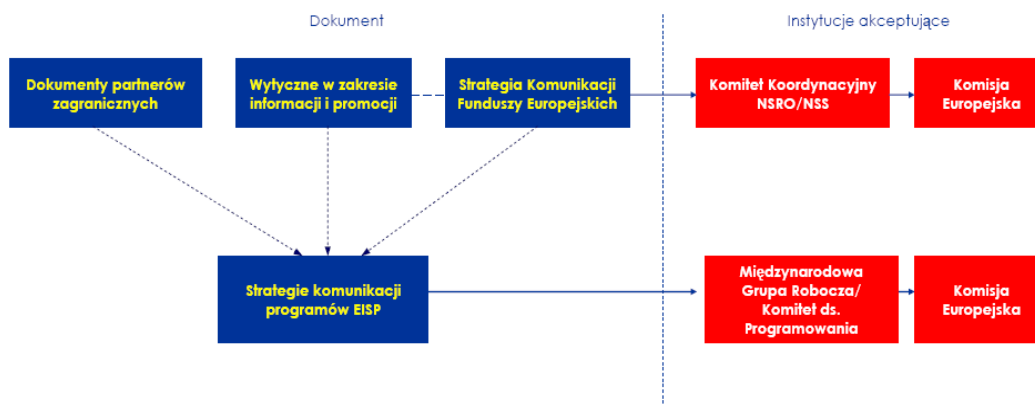 Dokument
Instytucje akceptujące
Dokumenty partnerów
zagranicznych
Wytyczne w zakresie
informacji i promocji
Strategia Komunikacji
Funduszy Europejskich
Komitet Koordynacyjny
NSRO/NSS
Komisja
Europejska
Strategie komunikacji
programów EISP
Międzynarodowa
Grupa Robocza/
Komitet ds.
Programowania
Komisja
Europejska